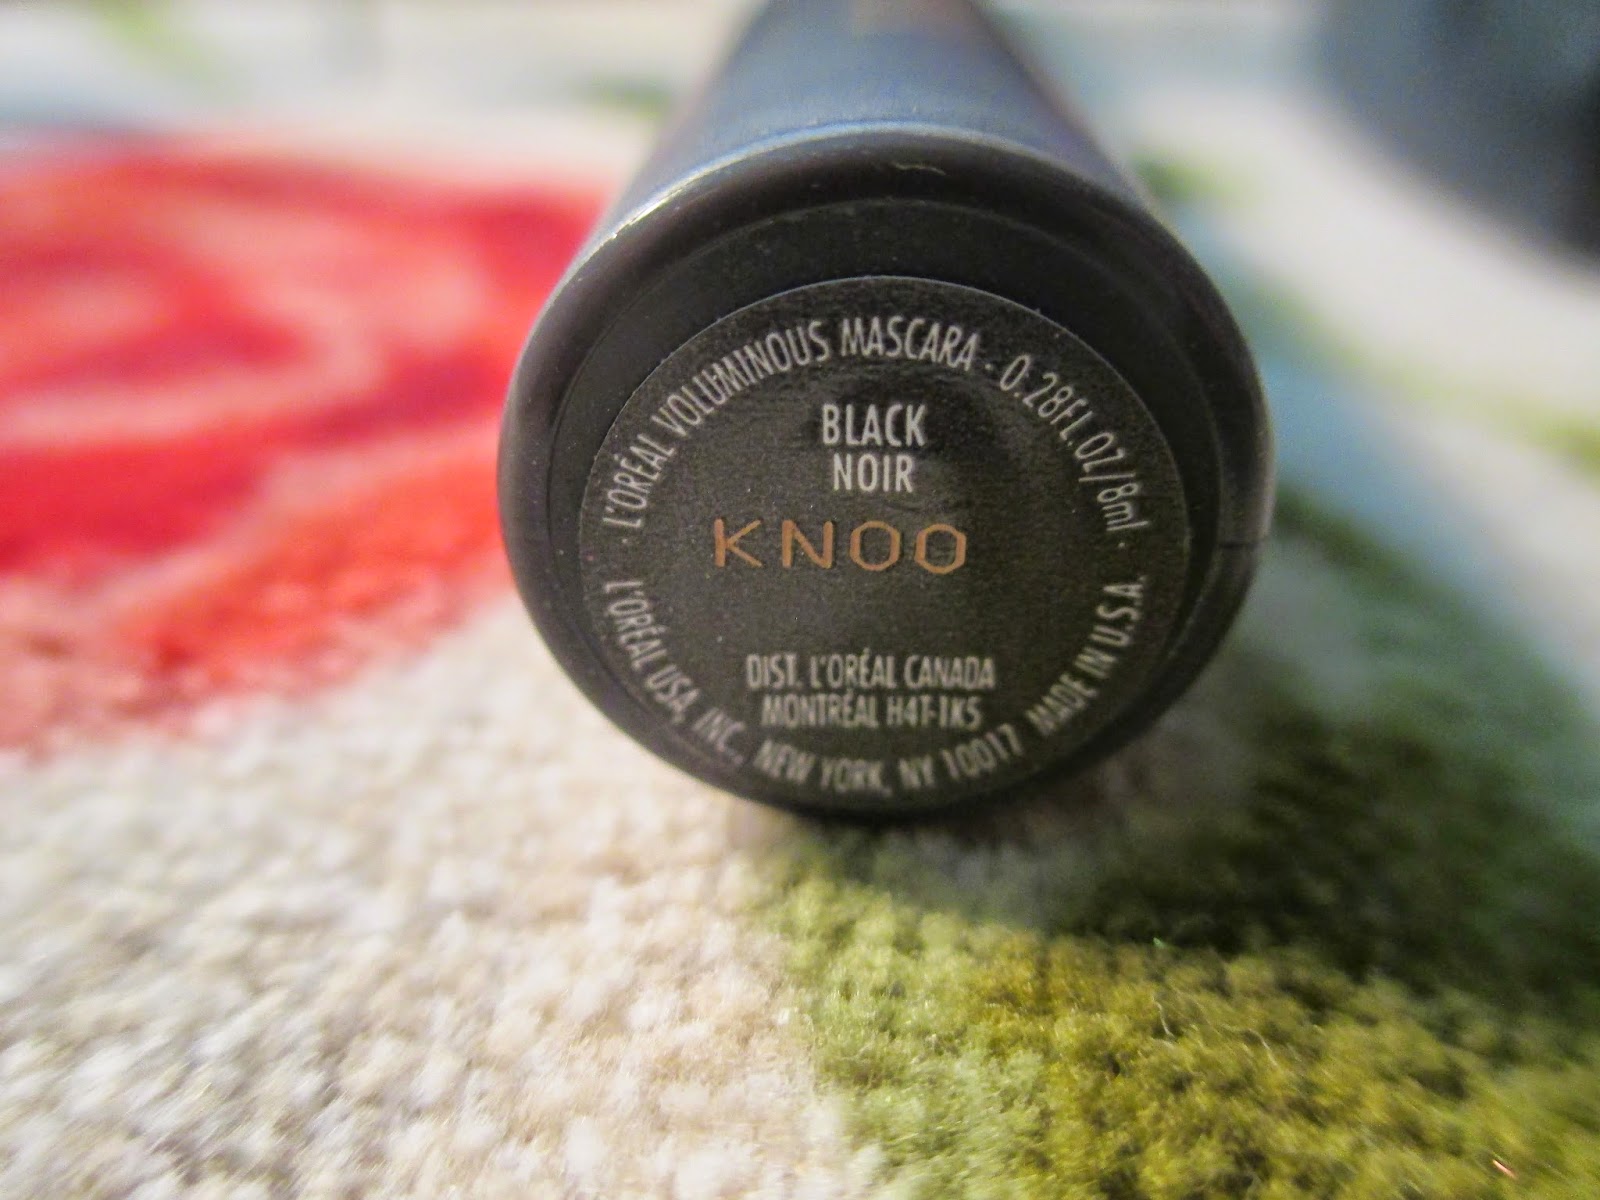 · L'ORÉAL VOLUMINOUS MASCARA - 0.28FL.OZ/8ml ·
BLACK
NOIR
KNOO
DIST. L'ORÉAL CANADA
MONTRÉAL H4T-1K5
L'ORÉAL USA, INC., NEW YORK, NY 10017 MADE IN U.S.A.